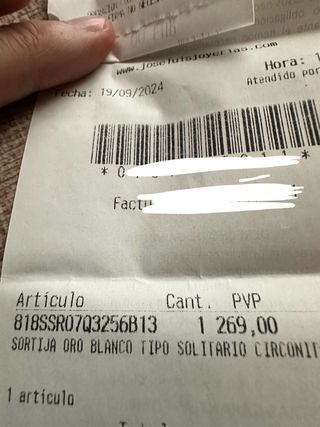 www.joseluisjoyerias.com
Fecha: 19/09/2024 Hora: 1
Atendido por
Artículo Cant. PVP
818SSR07Q3256B13 1 269,00
SORTIJA ORO BLANCO TIPO SOLITARIO CIRCONIT
1 artículo